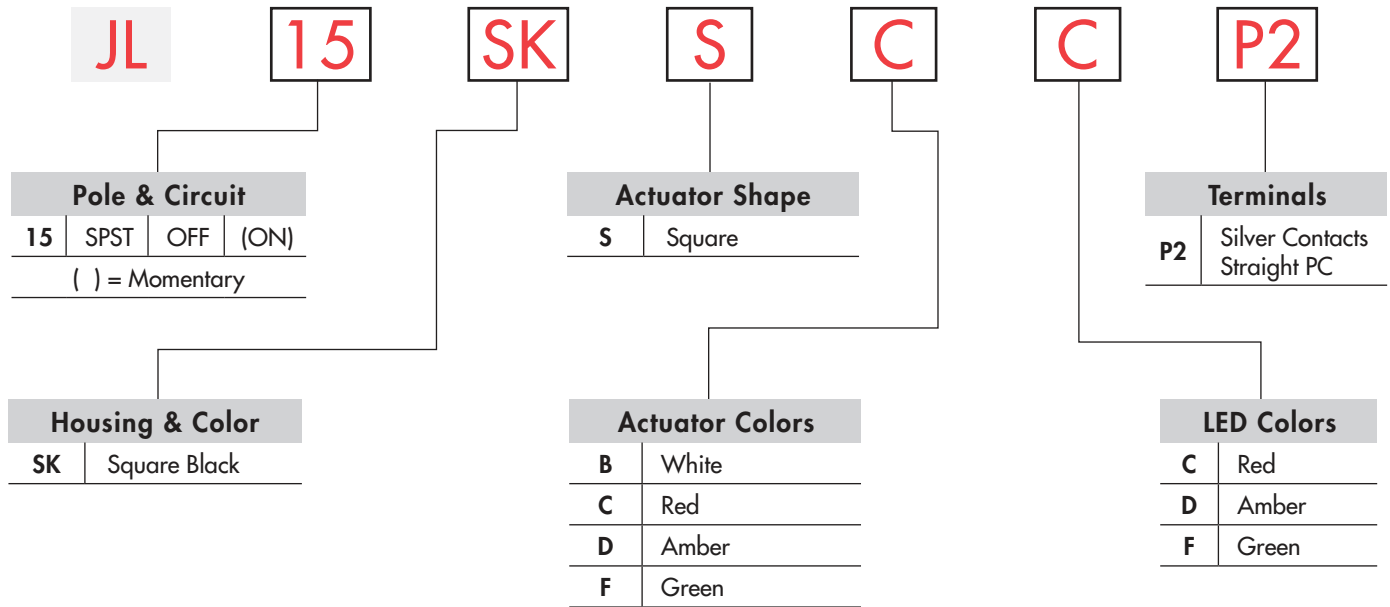 JL 15 SK S C C P2
Pole & Circuit
15 SPST OFF (ON)
( ) = Momentary
Actuator Shape
S Square
Terminals
P2 Silver Contacts
Straight PC
Housing & Color
SK Square Black
Actuator Colors
B White
C Red
D Amber
F Green
LED Colors
C Red
D Amber
F Green